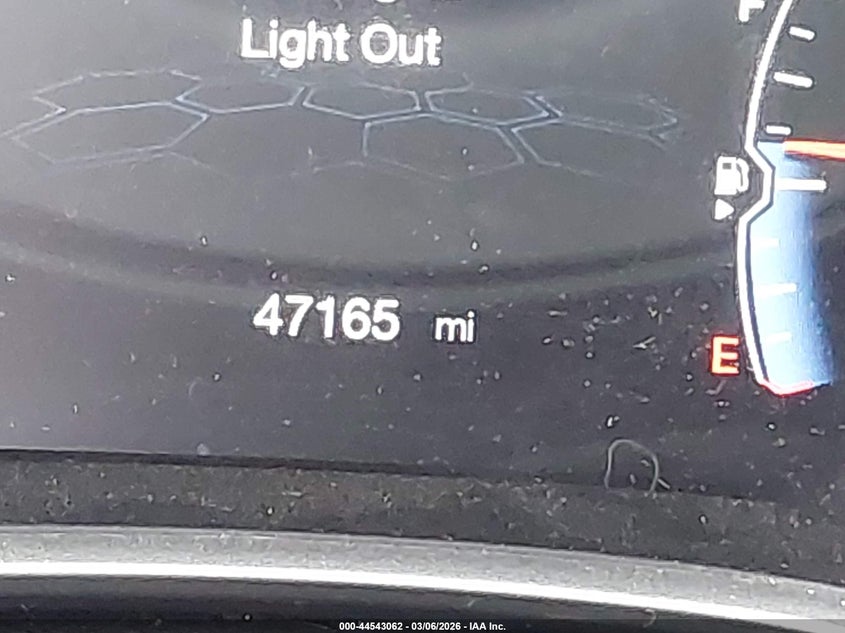 F
Light Out
47165 mi
E
000-44543062 - 03/06/2026 - IAA Inc.